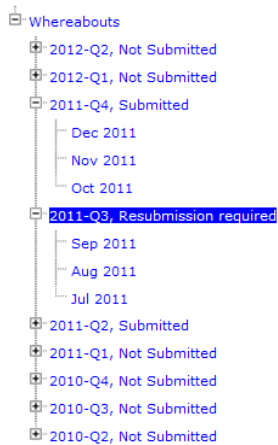 Whereabouts
2012-Q2, Not Submitted
2012-Q1, Not Submitted
2011-Q4, Submitted
Dec 2011
Nov 2011
Oct 2011
2011-Q3, Resubmission required
Sep 2011
Aug 2011
Jul 2011
2011-Q2, Submitted
2011-Q1, Not Submitted
2010-Q4, Not Submitted
2010-Q3, Not Submitted
2010-Q2, Not Submitted